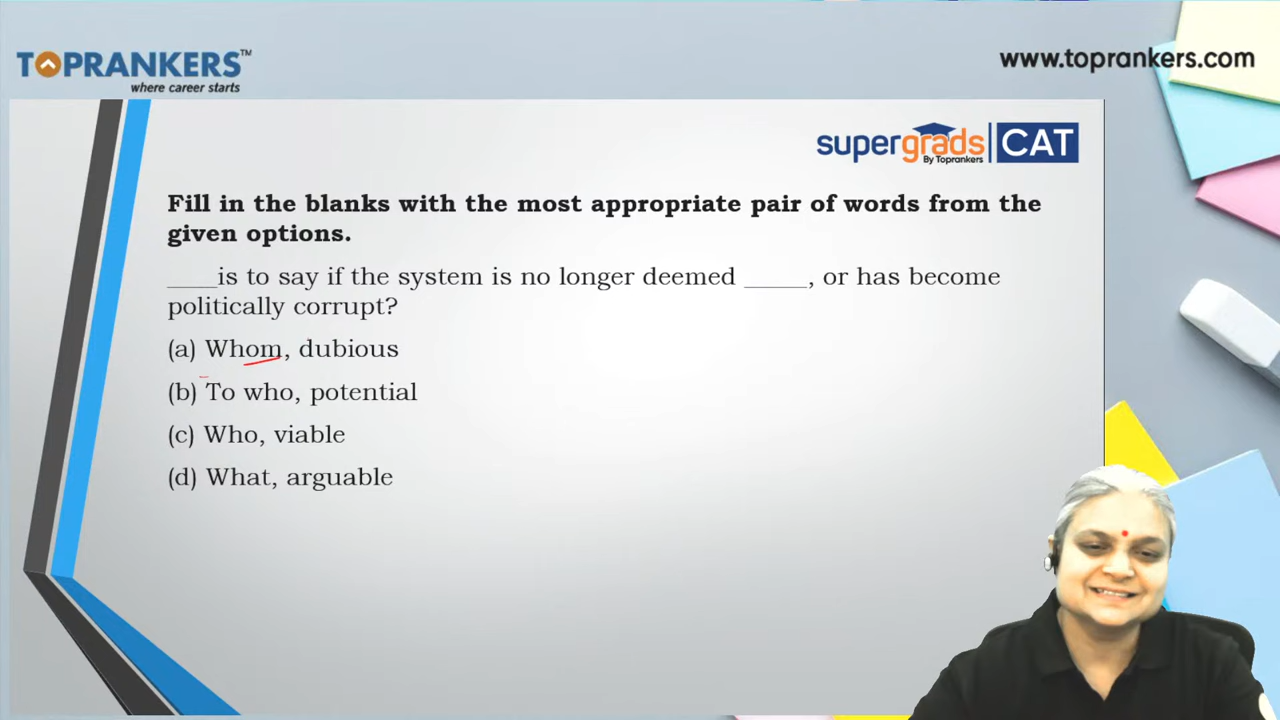 TOPRANKERS™
where career starts
www.toprankers.com
supergrads | CAT
By Toprankers
Fill in the blanks with the most appropriate pair of words from the
given options.
____is to say if the system is no longer deemed _____, or has become
politically corrupt?
(a) Whom, dubious
(b) To who, potential
(c) Who, viable
(d) What, arguable